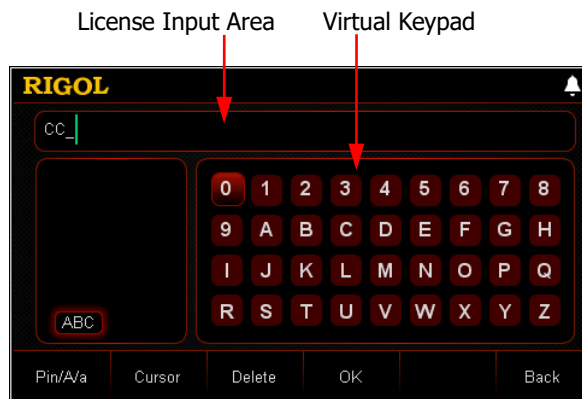 License Input Area Virtual Keypad
RIGOL
CC_
0 1 2 3 4 5 6 7 8
9 A B C D E F G H
I J K L M N O P Q
R S T U V W X Y Z
ABC
Pin/A/a Cursor Delete OK Back